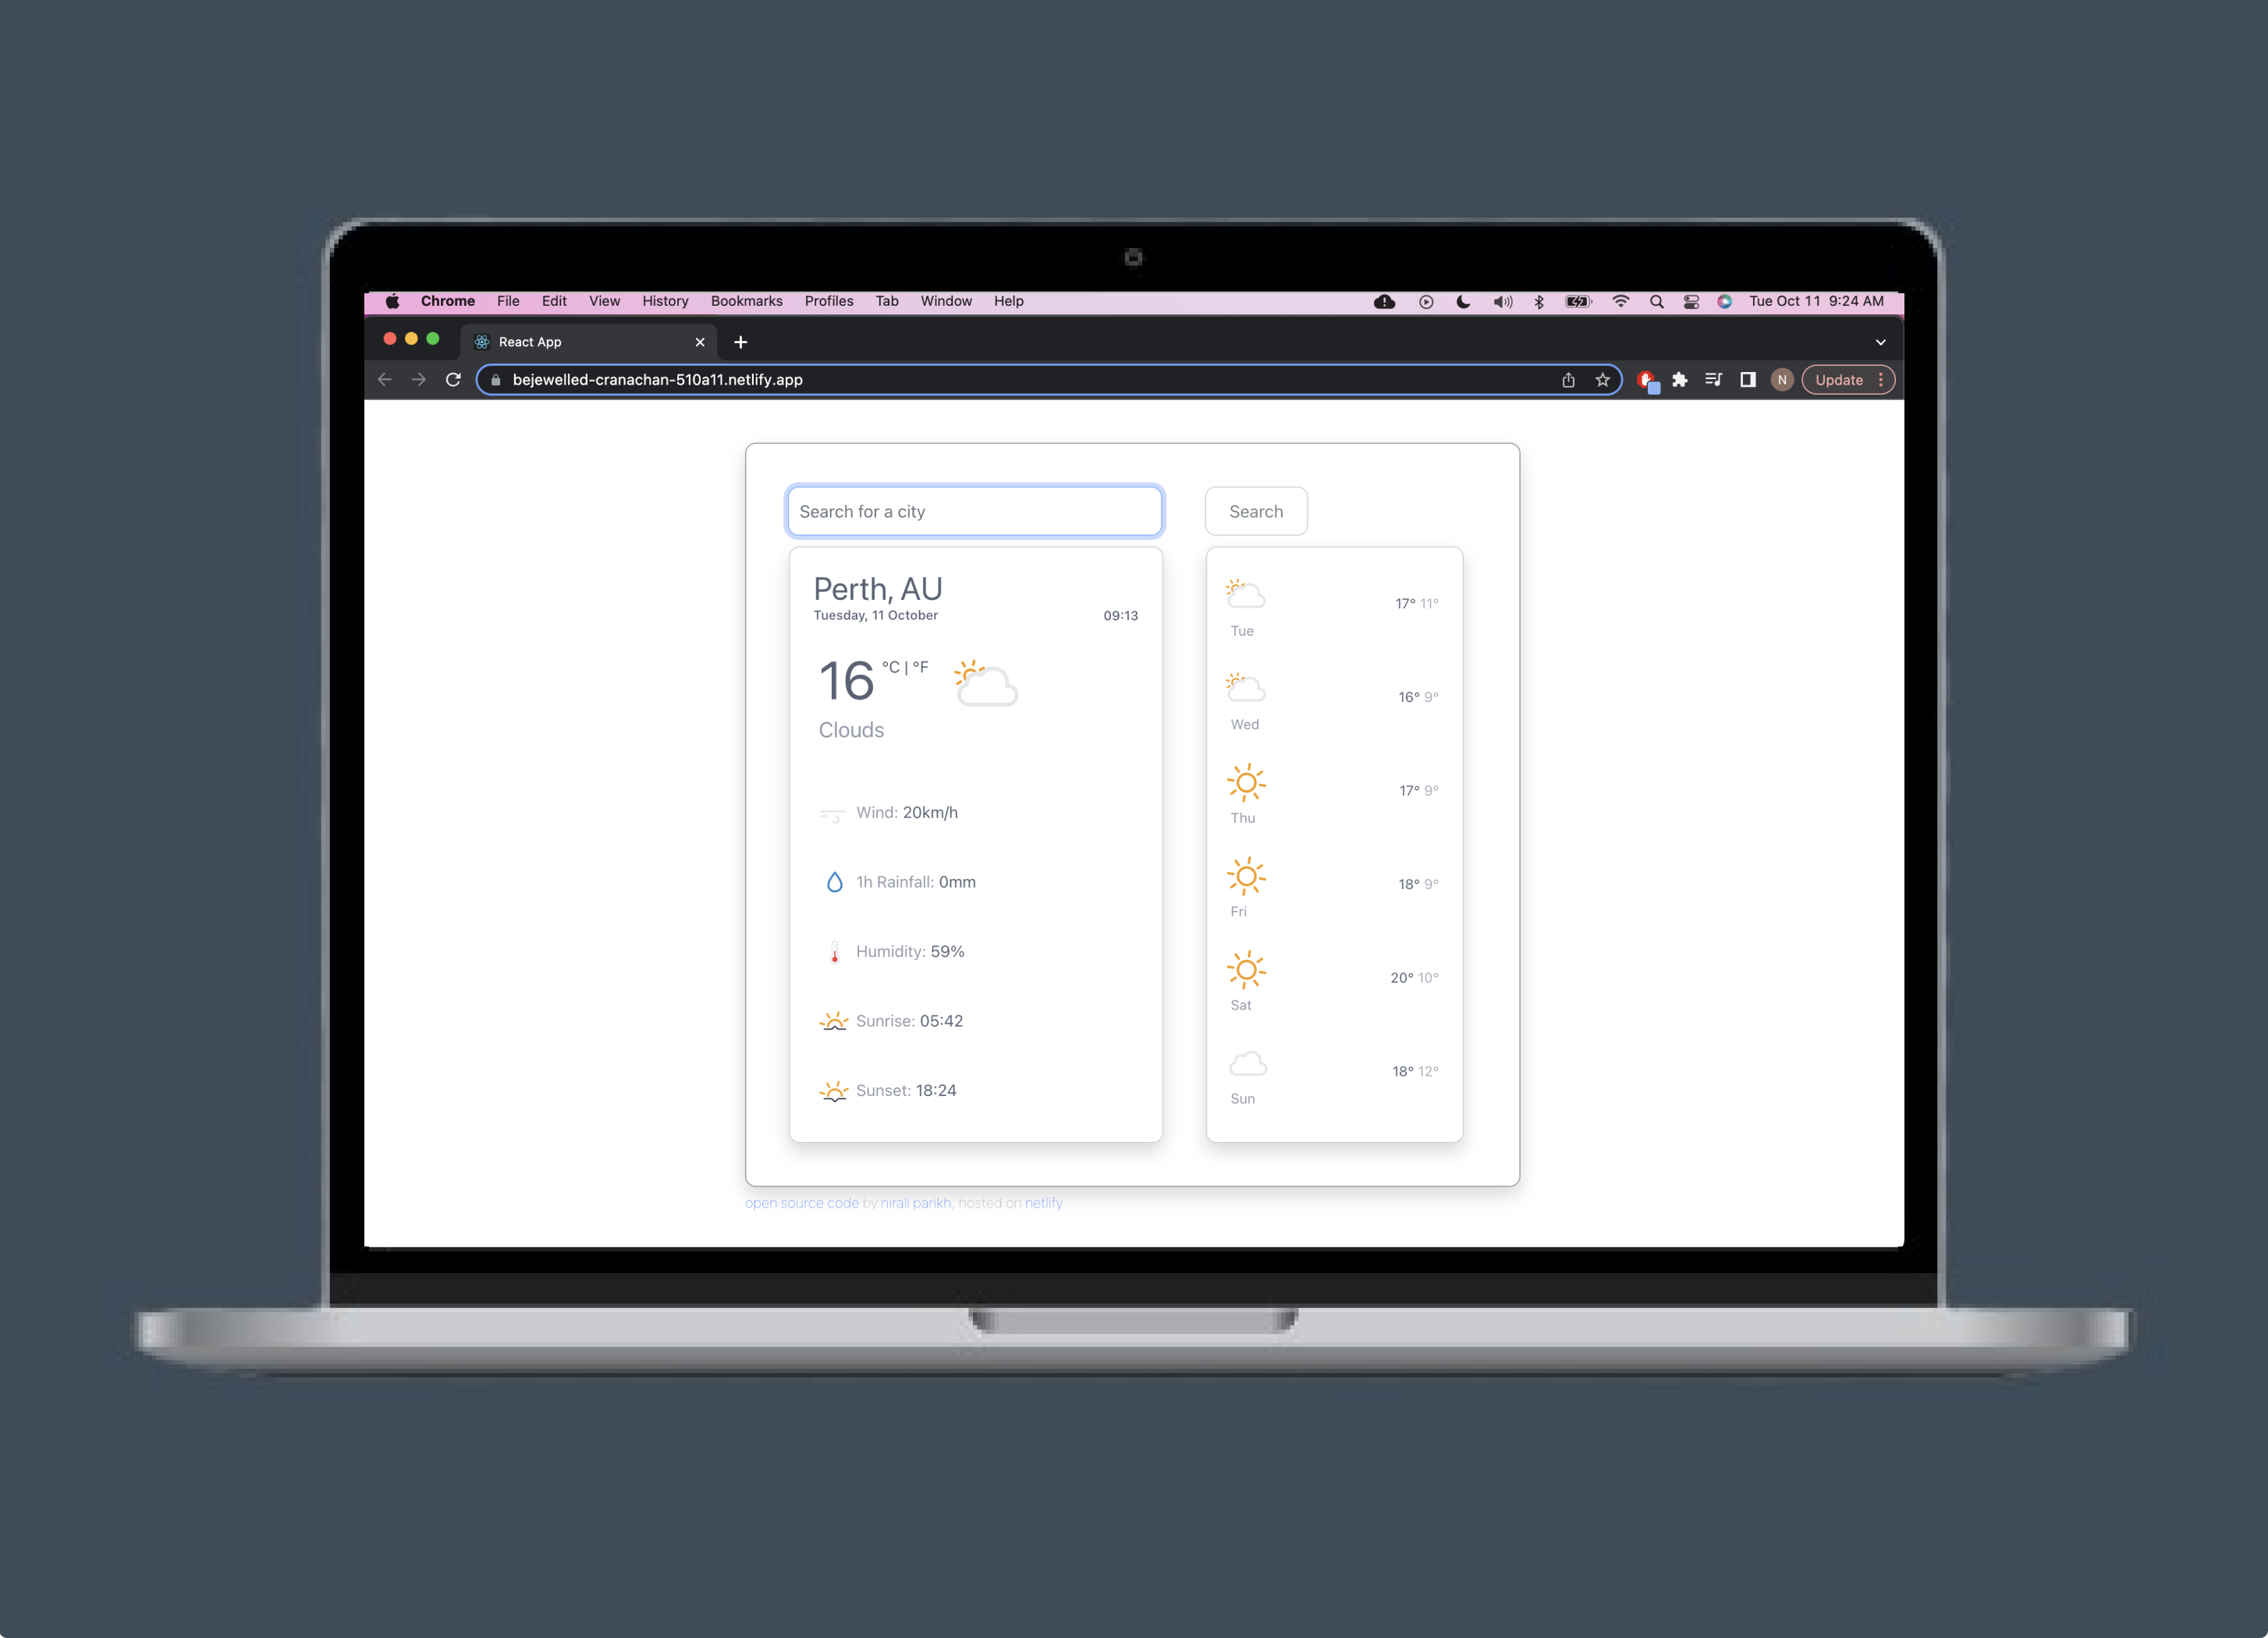 Chrome File Edit View History Bookmarks Profiles Tab Window Help Tue Oct 11 9:24 AM
React App
bejewelled-cranachan-510a11.netlify.app N Update
Search for a city Search
Perth, AU
Tuesday, 11 October 09:13
16 °C | °F
Clouds
Wind: 20km/h
1h Rainfall: 0mm
Humidity: 59%
Sunrise: 05:42
Sunset: 18:24
17° 11°
Tue
16° 9°
Wed
17° 9°
Thu
18° 9°
Fri
20° 10°
Sat
18° 12°
Sun
open source code by nirali parikh, hosted on netlify